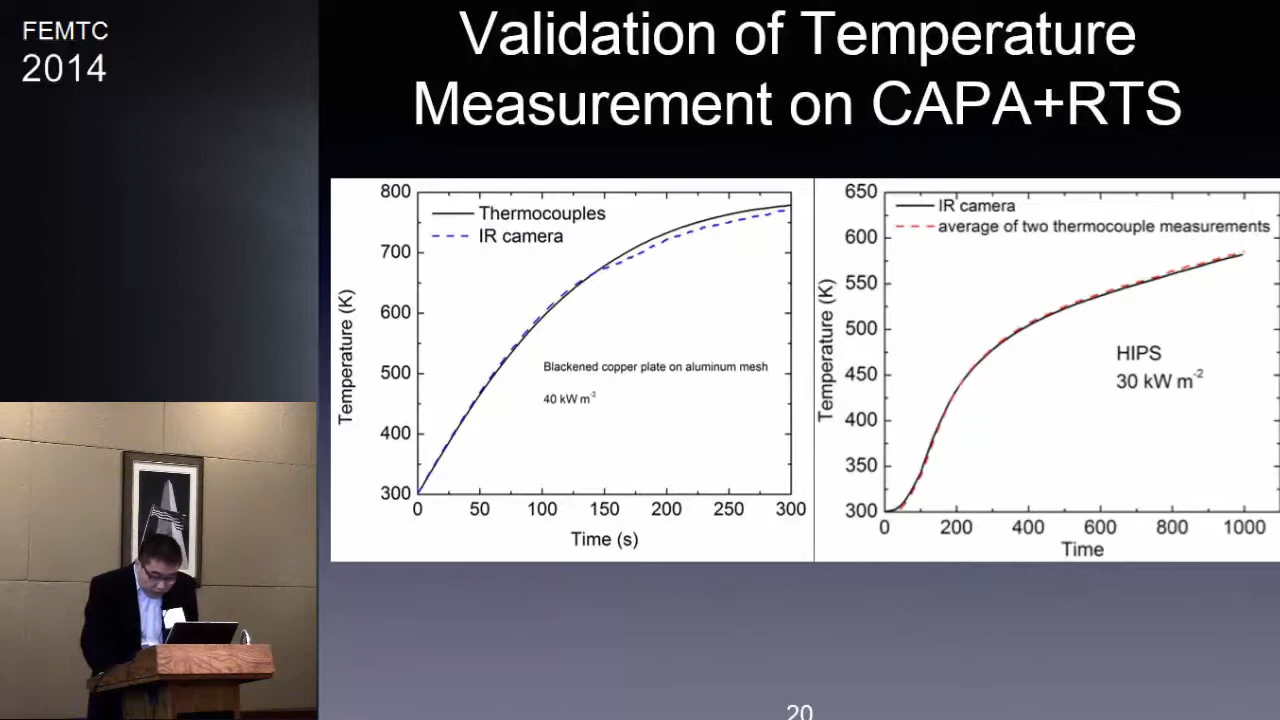 FEMTC
2014
Validation of Temperature
Measurement on CAPA+RTS
800
700
600
500
400
300
Temperature (K)
Thermocouples
IR camera
Blackened copper plate on aluminum mesh
40 kW m-2
0 50 100 150 200 250 300
Time (s)
650
600
550
500
450
400
350
300
Temperature (K)
IR camera
average of two thermocouple measurements
HIPS
30 kW m-2
0 200 400 600 800 1000
Time
20